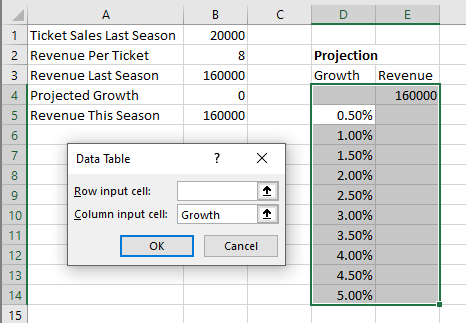 A B C D E
1 Ticket Sales Last Season 20000
2 Revenue Per Ticket 8 Projection
3 Revenue Last Season 160000 Growth Revenue
4 Projected Growth 0 160000
5 Revenue This Season 160000 0.50%
6 1.00%
7 1.50%
8 2.00%
9 2.50%
10 3.00%
11 3.50%
12 4.00%
13 4.50%
14 5.00%
15
Data Table ? ✕
Row input cell:
Column input cell: Growth
OK Cancel